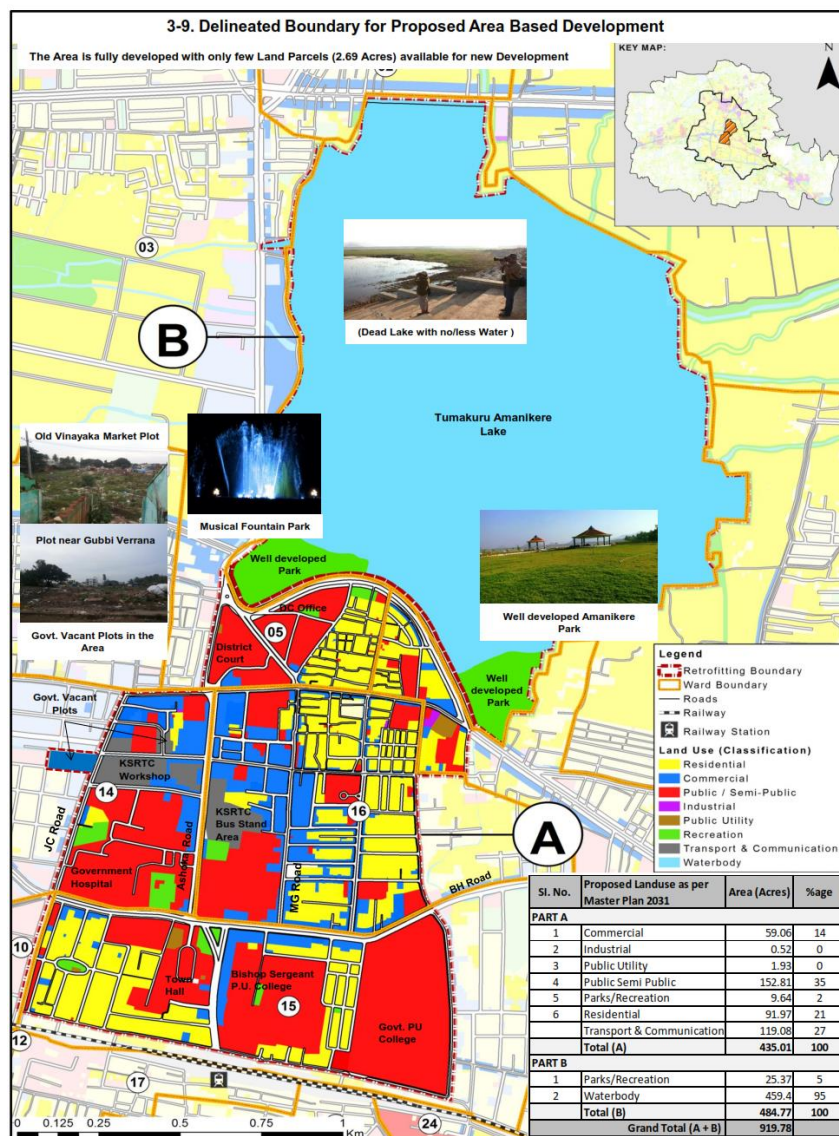 3-9. Delineated Boundary for Proposed Area Based Development
The Area is fully developed with only few Land Parcels (2.69 Acres) available for new Development
KEY MAP:
N
03
B
(Dead Lake with no/less Water )
Tumakuru Amanikere
Lake
Old Vinayaka Market Plot
Musical Fountain Park
Plot near Gubbi Verrana
Govt. Vacant Plots in the
Area
Well developed
Park
Well developed Amanikere
Park
DC Office
05
District
Court
Well
developed
Park
Govt. Vacant
Plots
KSRTC
Workshop
14
JC Road
KSRTC
Bus Stand
Area
16
A
Ashoka Road
MG Road
Government
Hospital
BH Road
10
Town
Hall
Bishop Sergeant
P.U. College
15
Govt. PU
College
12
17
24
0 0.125 0.25 0.5 0.75 1
Km
Legend
Retrofitting Boundary
Ward Boundary
Roads
Railway
Railway Station
Land Use (Classification)
Residential
Commercial
Public / Semi-Public
Industrial
Public Utility
Recreation
Transport & Communication
Waterbody
Sl. No. Proposed Landuse as per Master Plan 2031 Area (Acres) %age
PART A
1 Commercial 59.06 14
2 Industrial 0.52 0
3 Public Utility 1.93 0
4 Public Semi Public 152.81 35
5 Parks/Recreation 9.64 2
6 Residential 91.97 21
Transport & Communication 119.08 27
Total (A) 435.01 100
PART B
1 Parks/Recreation 25.37 5
2 Waterbody 459.4 95
Total (B) 484.77 100
Grand Total (A + B) 919.78